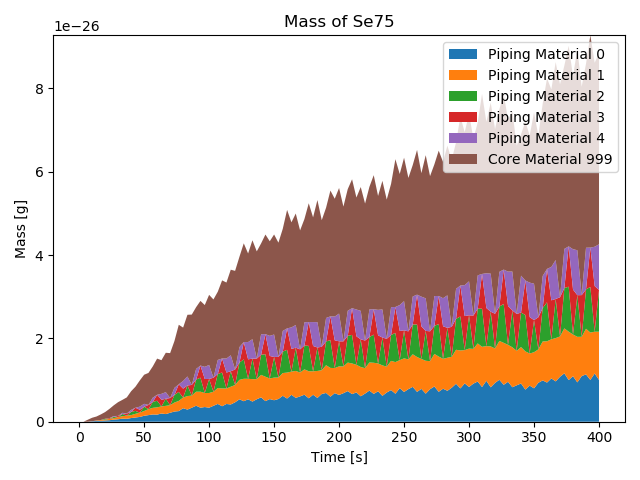 Mass of Se75
1e−26
Mass [g]
8
6
4
2
0
0
50
100
150
200
250
300
350
400
Time [s]
Piping Material 0
Piping Material 1
Piping Material 2
Piping Material 3
Piping Material 4
Core Material 999